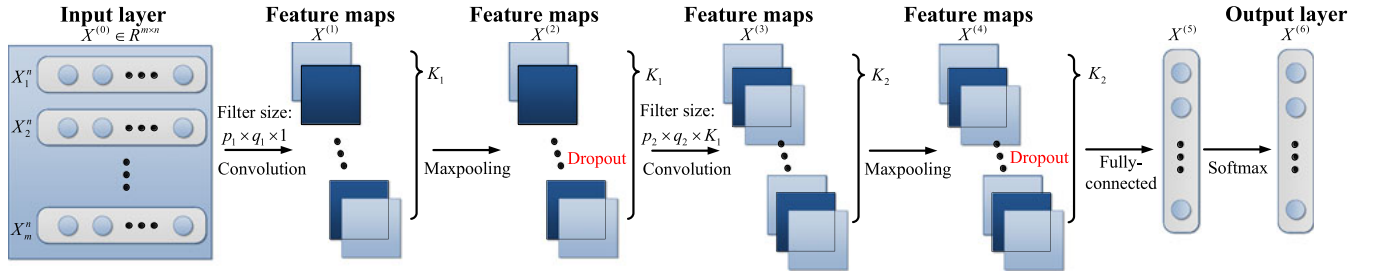 Input layer
X^(0) ∈ R^{m×n}
X_1^n
X_2^n
X_m^n
Filter size:
p_1 × q_1 × 1
Convolution
Feature maps
X^(1)
K_1
Maxpooling
Feature maps
X^(2)
Dropout
K_1
Filter size:
p_2 × q_2 × K_1
Convolution
Feature maps
X^(3)
K_2
Maxpooling
Feature maps
X^(4)
Dropout
K_2
Fully-
connected
X^(5)
Softmax
Output layer
X^(6)